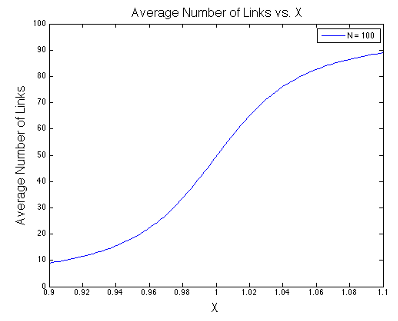 Average Number of Links vs. X
N = 100
100
90
80
70
60
50
40
30
20
10
0
Average Number of Links
0.9 0.92 0.94 0.96 0.98 1 1.02 1.04 1.06 1.08 1.1
X